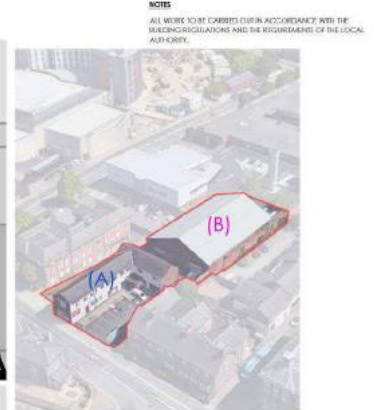 NOTES
ALL WORK TO BE CARRIED OUT IN ACCORDANCE WITH THE
BUILDING REGULATIONS AND THE REQUIREMENTS OF THE LOCAL
AUTHORITY.
(B)
(A)